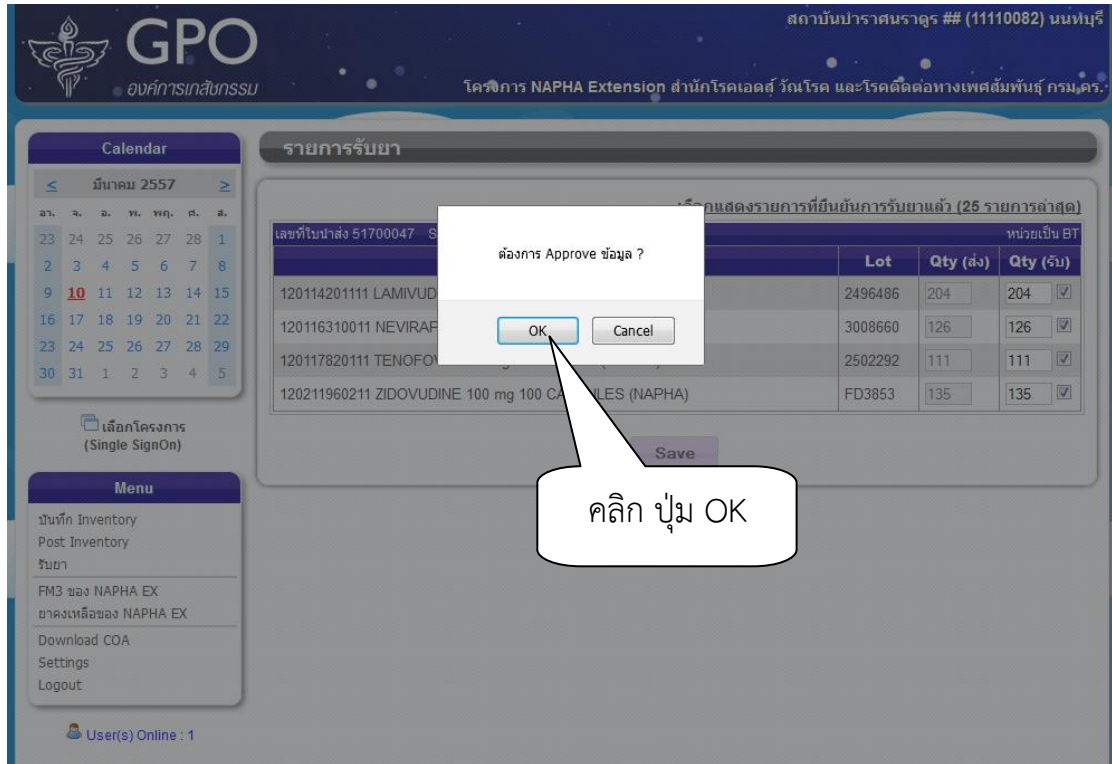 สถาบันบำราศนราดูร ## (11110082) นนทบุรี
GPO
องค์การเภสัชกรรม
โครงการ NAPHA Extension สำนักโรคเอดส์ วัณโรค และโรคติดต่อทางเพศสัมพันธุ์ กรม.คร.
Calendar
รายการรับยา
< มีนาคม 2557 >
อา. จ. อ. พ. พฤ. ศ. ส.
23 24 25 26 27 28 1
2 3 4 5 6 7 8
9 10 11 12 13 14 15
16 17 18 19 20 21 22
23 24 25 26 27 28 29
30 31 1 2 3 4 5
เลือกแสดงรายการที่ยืนยันการรับยาแล้ว (25 รายการล่าสุด)
เลขที่ใบนำส่ง 51700047 S หน่วยเป็น BT
Lot Qty (ส่ง) Qty (รับ)
120114201111 LAMIVUD 2496486 204 204
120116310011 NEVIRAP 3008660 126 126
120117820111 TENOFOV 2502292 111 111
120211960211 ZIDOVUDINE 100 mg 100 CAPSULES (NAPHA) FD3853 135 135
Save
ต้องการ Approve ข้อมูล ?
OK Cancel
คลิก ปุ่ม OK
เลือกโครงการ
(Single SignOn)
Menu
บันทึก Inventory
Post Inventory
รับยา
FM3 ของ NAPHA EX
ยาคงเหลือของ NAPHA EX
Download COA
Settings
Logout
User(s) Online : 1